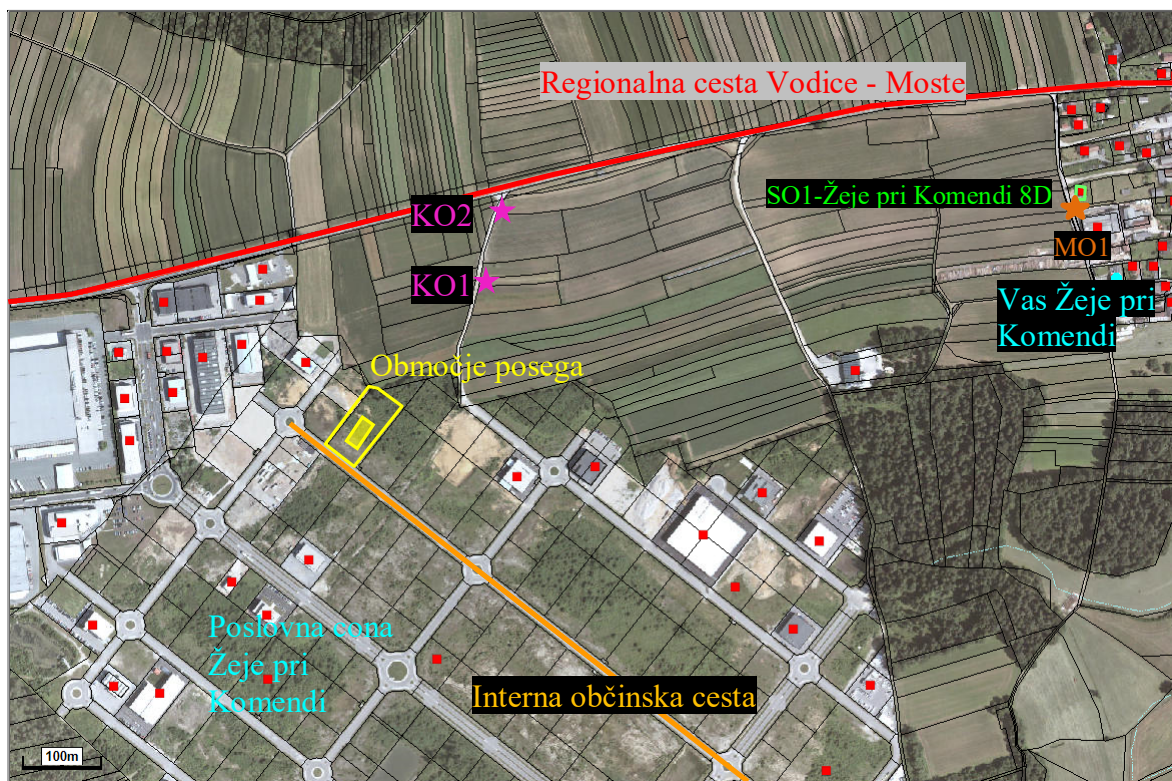 Regionalna cesta Vodice - Moste
SO1-Žeje pri Komendi 8D
KO2
MO1
KO1
Vas Žeje pri
Komendi
Območje posega
Poslovna cona
Žeje pri
Komendi
Interna občinska cesta
100m